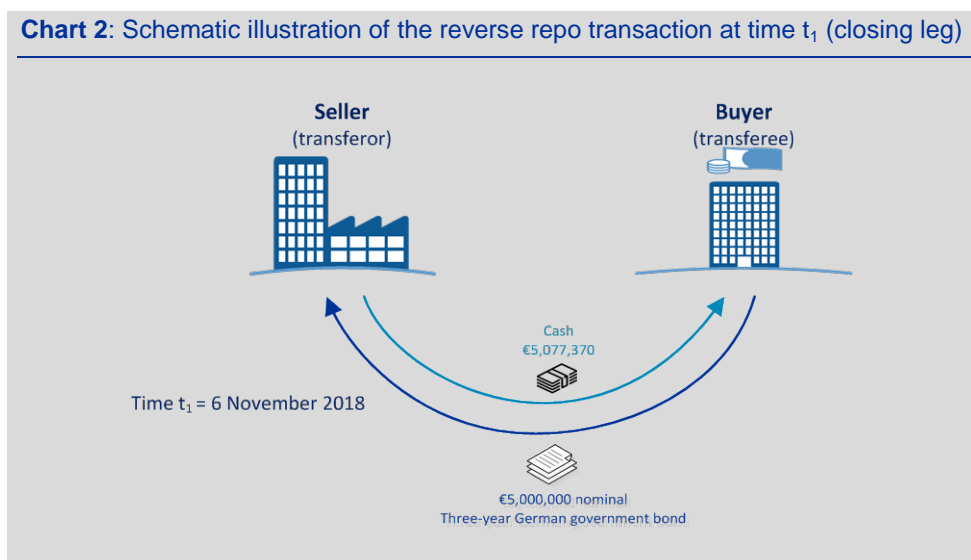 Chart 2: Schematic illustration of the reverse repo transaction at time t₁ (closing leg)
Seller
(transferor)
Buyer
(transferee)
Cash
€5,077,370
Time t₁ = 6 November 2018
€5,000,000 nominal
Three-year German government bond